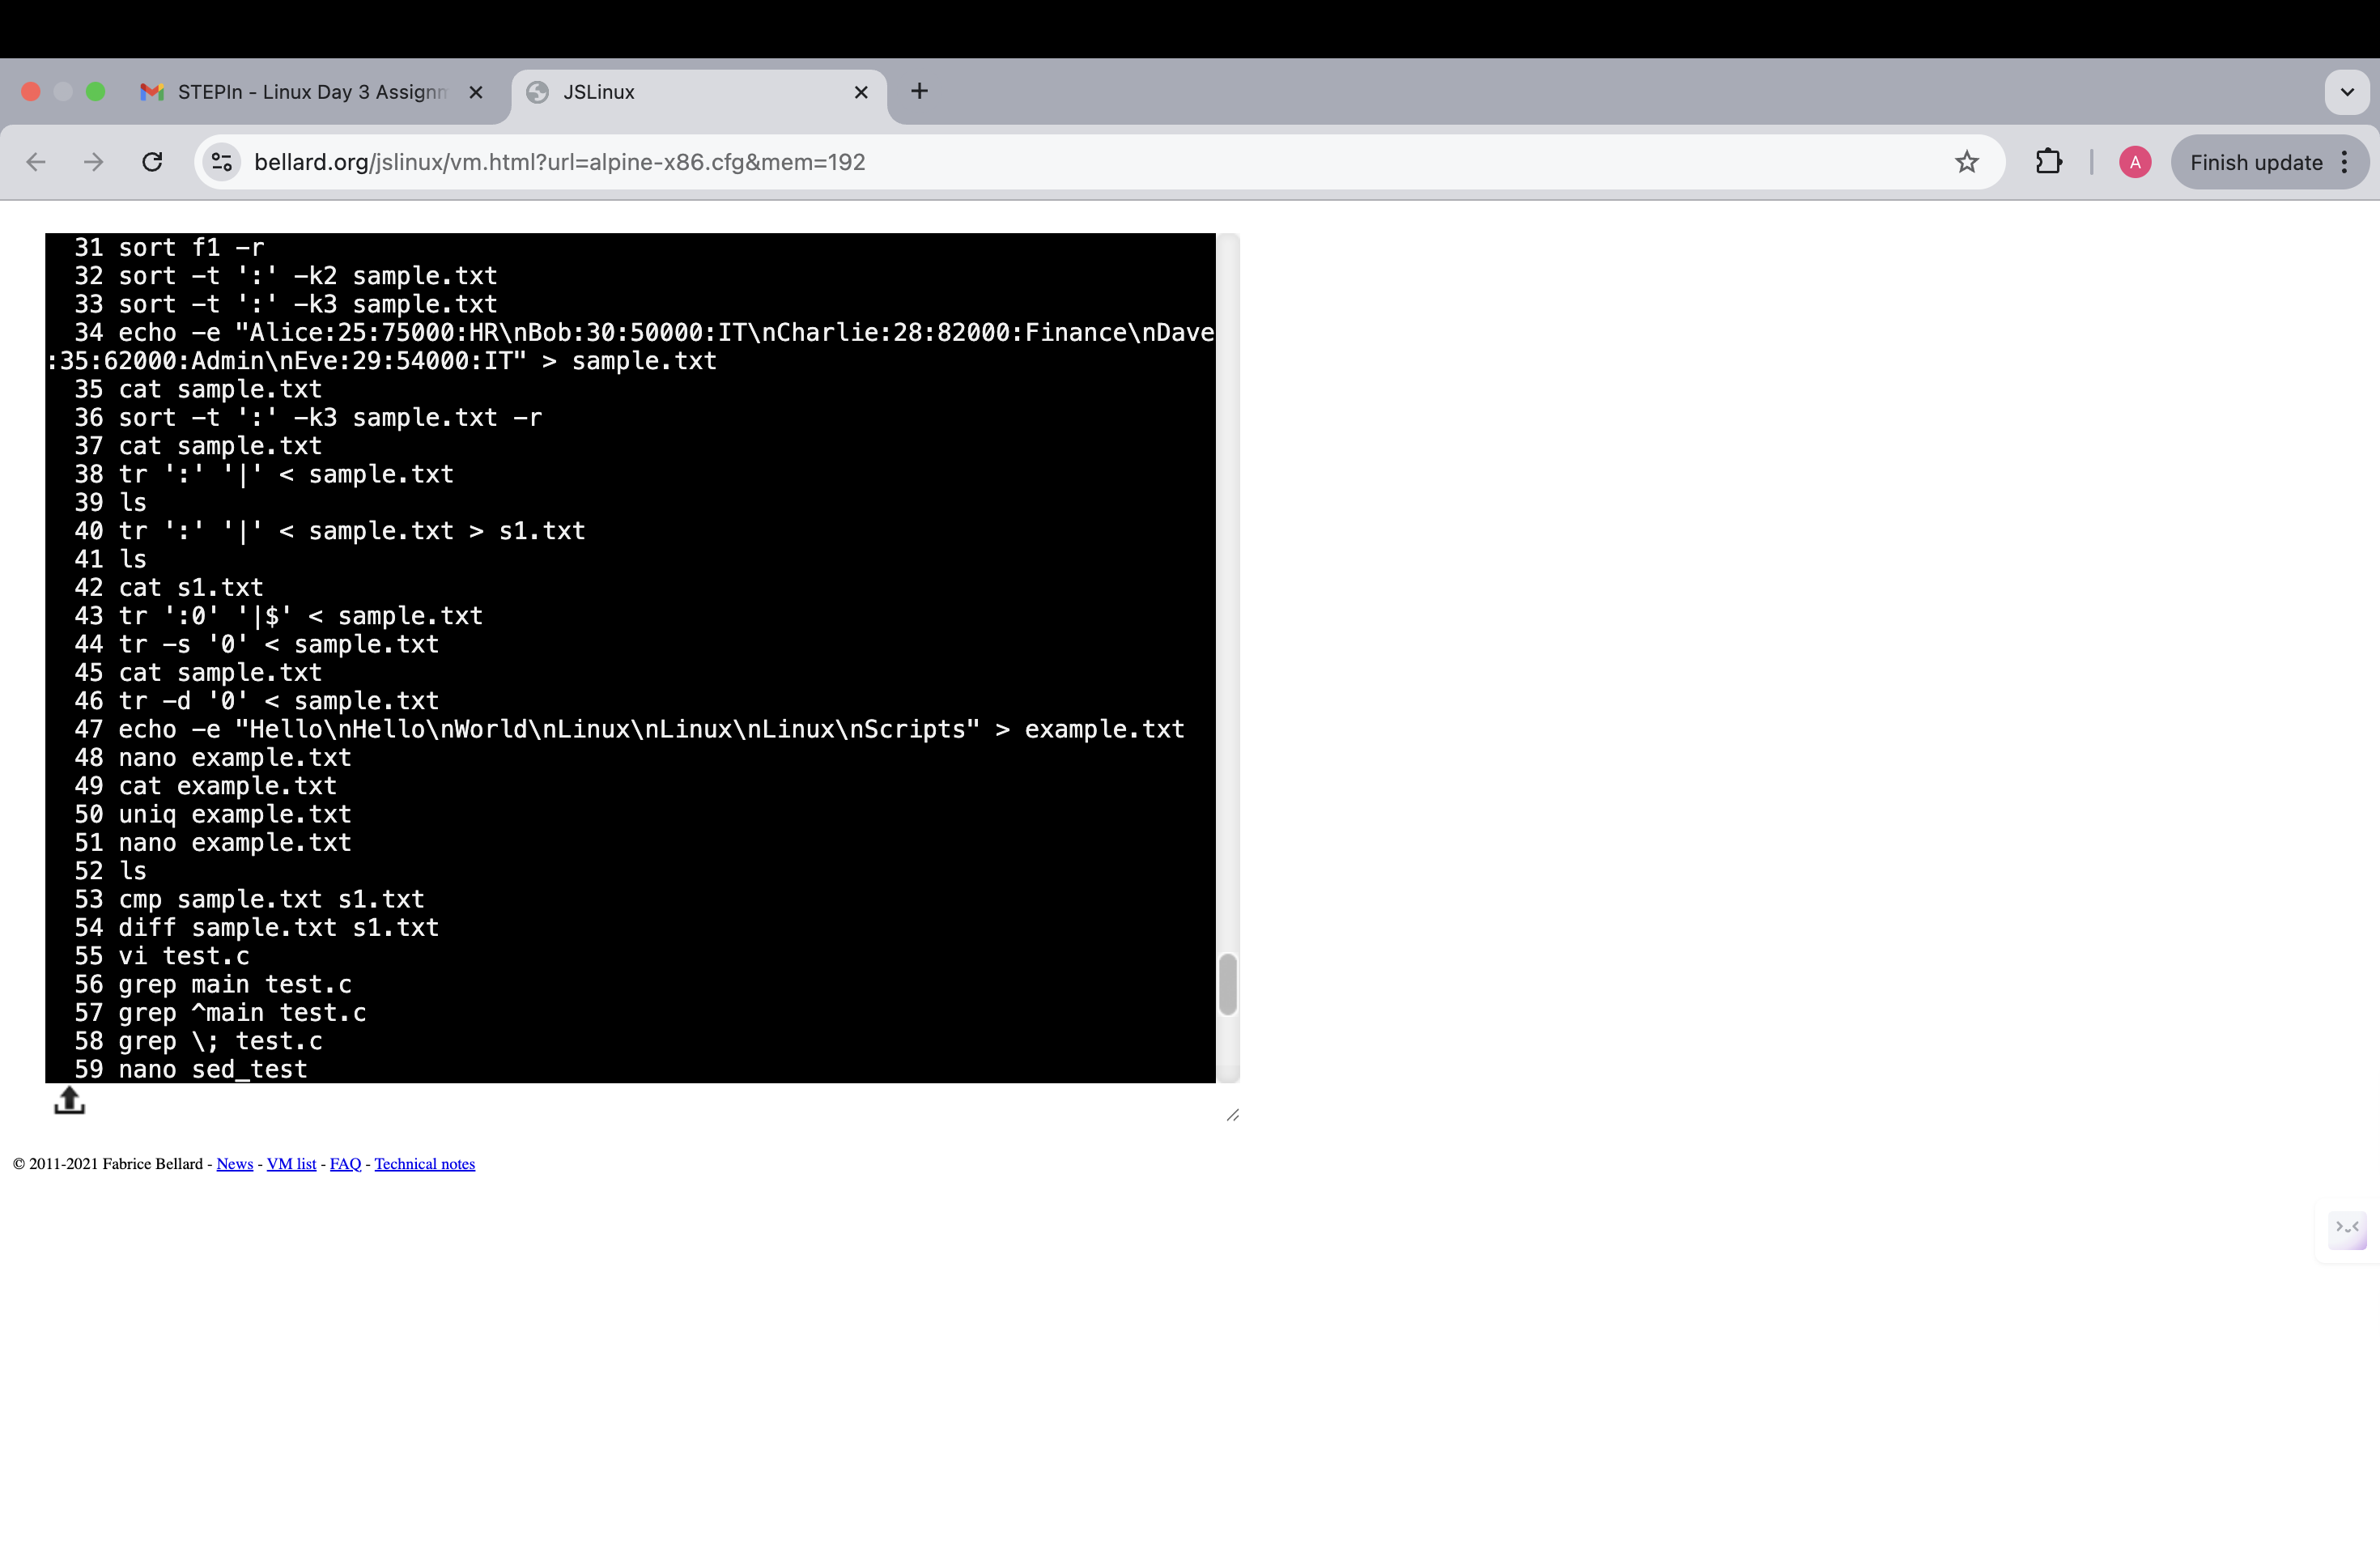 STEPIn - Linux Day 3 Assignm
JSLinux
bellard.org/jslinux/vm.html?url=alpine-x86.cfg&mem=192
A
Finish update
31 sort f1 -r
32 sort -t ':' -k2 sample.txt
33 sort -t ':' -k3 sample.txt
34 echo -e "Alice:25:75000:HR\nBob:30:50000:IT\nCharlie:28:82000:Finance\nDave
:35:62000:Admin\nEve:29:54000:IT" > sample.txt
35 cat sample.txt
36 sort -t ':' -k3 sample.txt -r
37 cat sample.txt
38 tr ':' '|' < sample.txt
39 ls
40 tr ':' '|' < sample.txt > s1.txt
41 ls
42 cat s1.txt
43 tr ':0' '|$' < sample.txt
44 tr -s '0' < sample.txt
45 cat sample.txt
46 tr -d '0' < sample.txt
47 echo -e "Hello\nHello\nWorld\nLinux\nLinux\nLinux\nScripts" > example.txt
48 nano example.txt
49 cat example.txt
50 uniq example.txt
51 nano example.txt
52 ls
53 cmp sample.txt s1.txt
54 diff sample.txt s1.txt
55 vi test.c
56 grep main test.c
57 grep ^main test.c
58 grep \; test.c
59 nano sed_test
© 2011-2021 Fabrice Bellard - News - VM list - FAQ - Technical notes